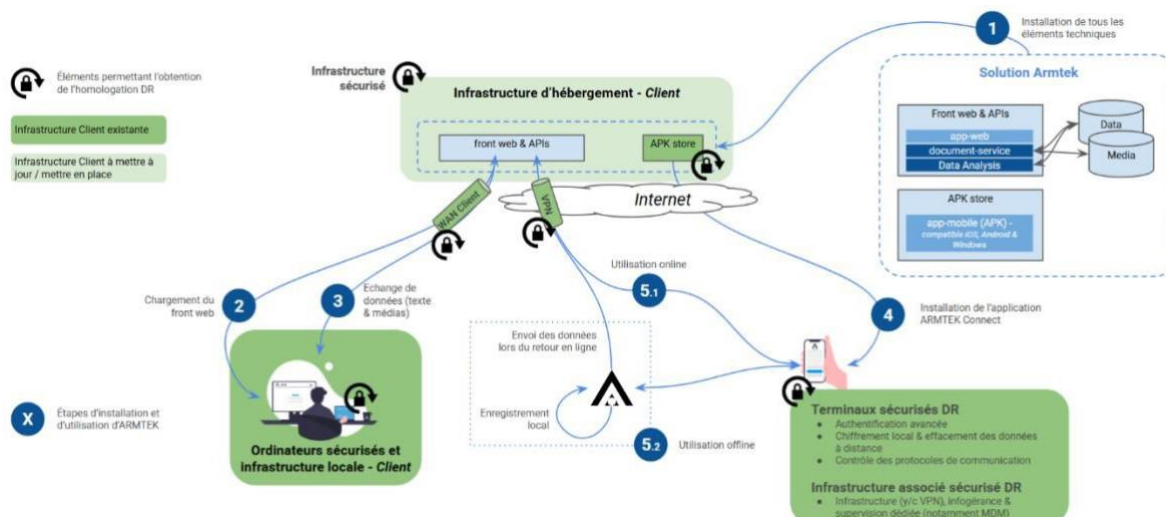 1
Installation de tous les
éléments techniques
Éléments permettant l'obtention
de l'homologation DR
Infrastructure Client existante
Infrastructure Client à mettre à
jour / mettre en place
Infrastructure
sécurisé
Infrastructure d'hébergement - Client
front web & APIs
APK store
Solution Armtek
Front web & APIs
app-web
document-service
Data Analysis
Data
Media
APK store
app-mobile (APK) -
compatible iOS, Android &
Windows
WAN Client
VPN
Internet
Chargement du
front web
2
3
Echange de
données (texte
& médias)
Utilisation online
5.1
4
Installation de l'application
ARMTEK Connect
Envoi des données
lors du retour en ligne
Enregistrement
local
5.2
Utilisation offline
X
Étapes d'installation et
d'utilisation d'ARMTEK
Ordinateurs sécurisés et
infrastructure locale - Client
Terminaux sécurisés DR
● Authentification avancée
● Chiffrement local & effacement des données
à distance
● Contrôle des protocoles de communication
Infrastructure associé sécurisé DR
● Infrastructure (y/c VPN), infogérance &
supervision dédiée (notamment MDM)